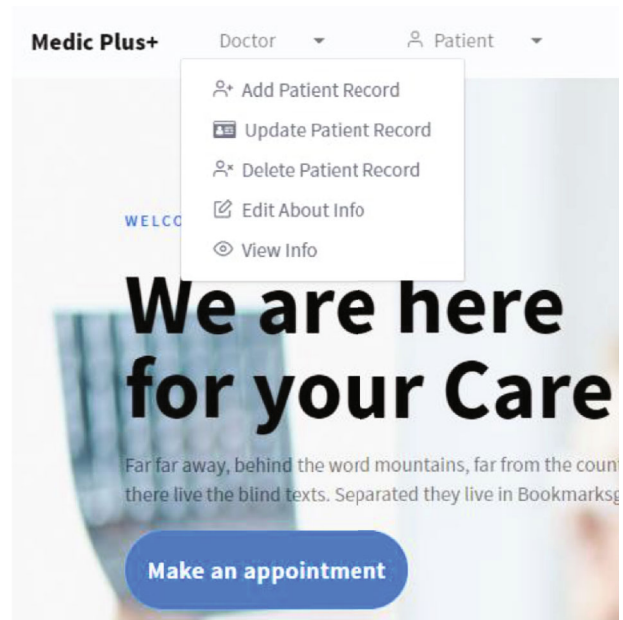 Medic Plus+ Doctor Patient
Add Patient Record
Update Patient Record
Delete Patient Record
Edit About Info
View Info
WELCO
We are here
for your Care
Far far away, behind the word mountains, far from the coun
there live the blind texts. Separated they live in Bookmarksg
Make an appointment